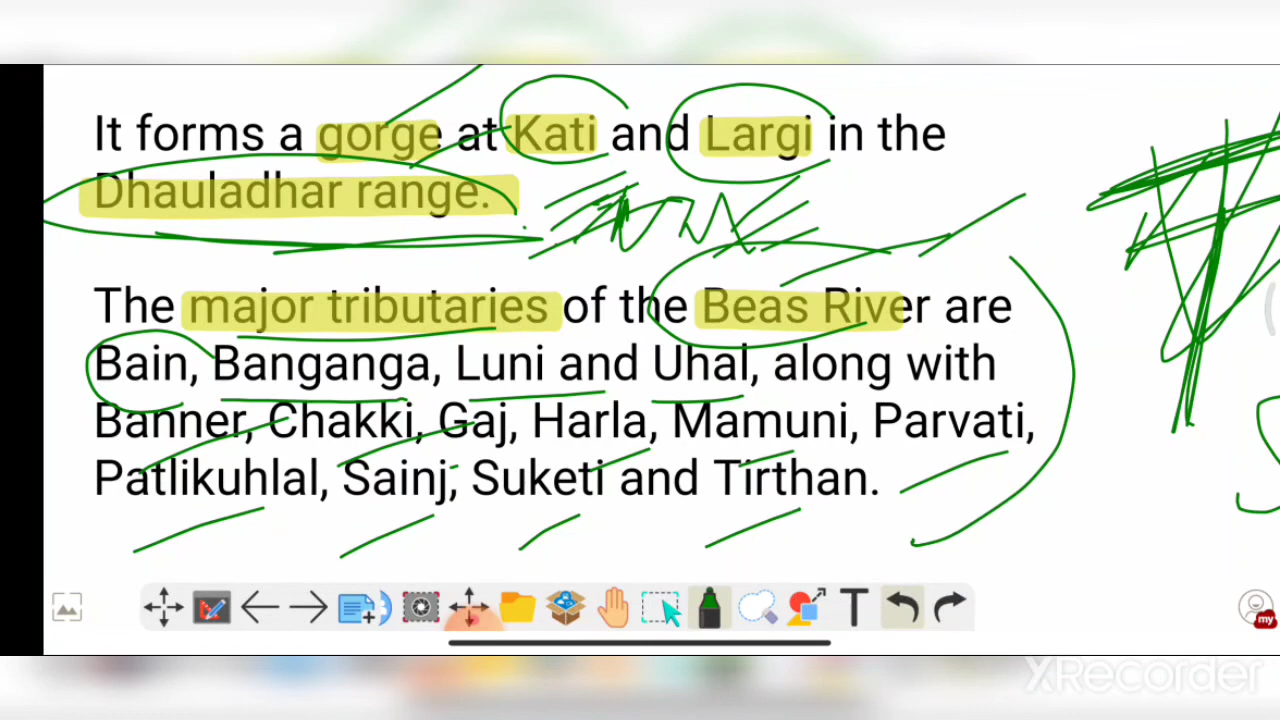 It forms a gorge at Kati and Largi in the
Dhauladhar range.
The major tributaries of the Beas River are
Bain, Banganga, Luni and Uhal, along with
Banner, Chakki, Gaj, Harla, Mamuni, Parvati,
Patlikuhlal, Sainj, Suketi and Tirthan.
T
my
XRecorder